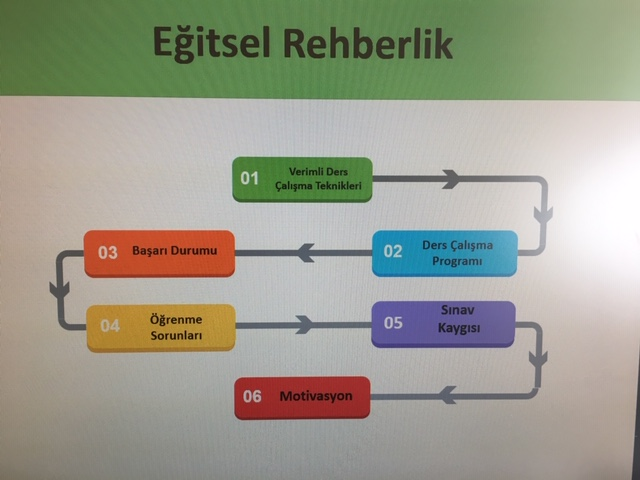 Eğitsel Rehberlik
01
Verimli Ders
Çalışma Teknikleri
02
Ders Çalışma
Programı
03
Başarı Durumu
04
Öğrenme
Sorunları
05
Sınav
Kaygısı
06
Motivasyon